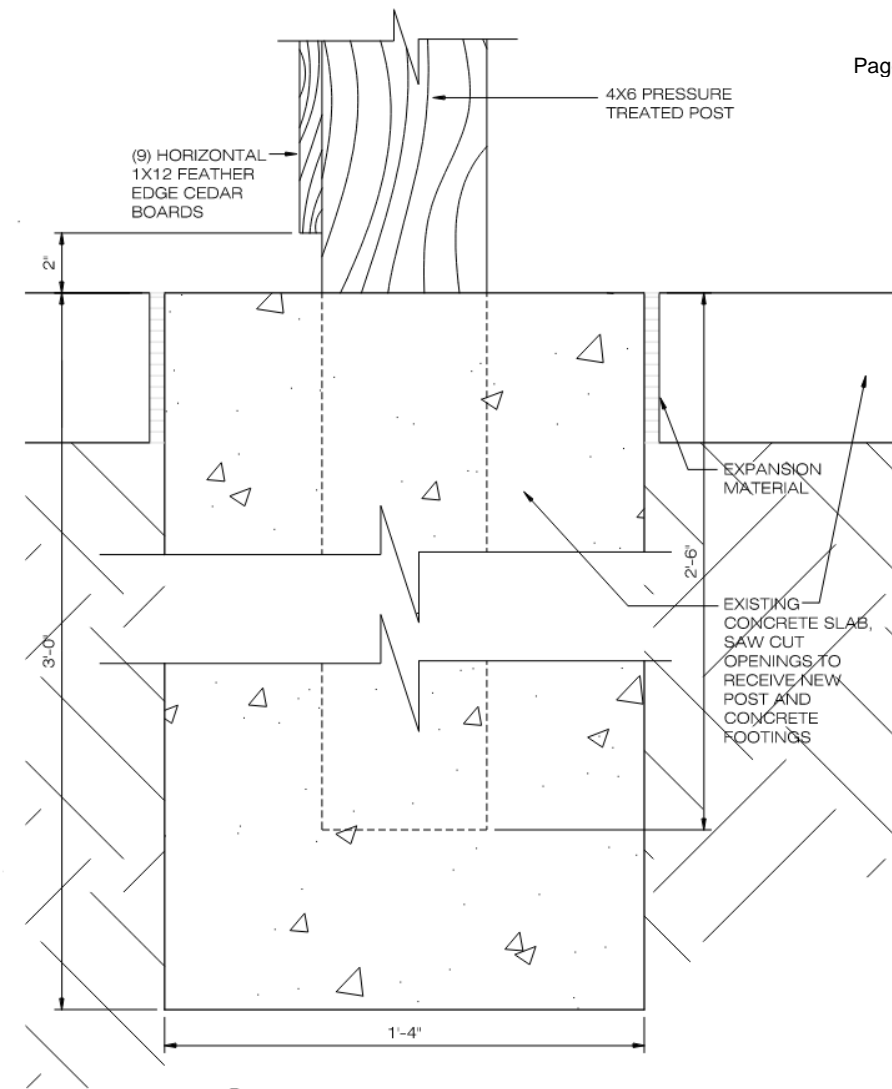 Pag
4X6 PRESSURE
TREATED POST
(9) HORIZONTAL
1X12 FEATHER
EDGE CEDAR
BOARDS
2"
EXPANSION
MATERIAL
2'-6"
EXISTING
CONCRETE SLAB,
SAW CUT
OPENINGS TO
RECEIVE NEW
POST AND
CONCRETE
FOOTINGS
3'-0"
1'-4"